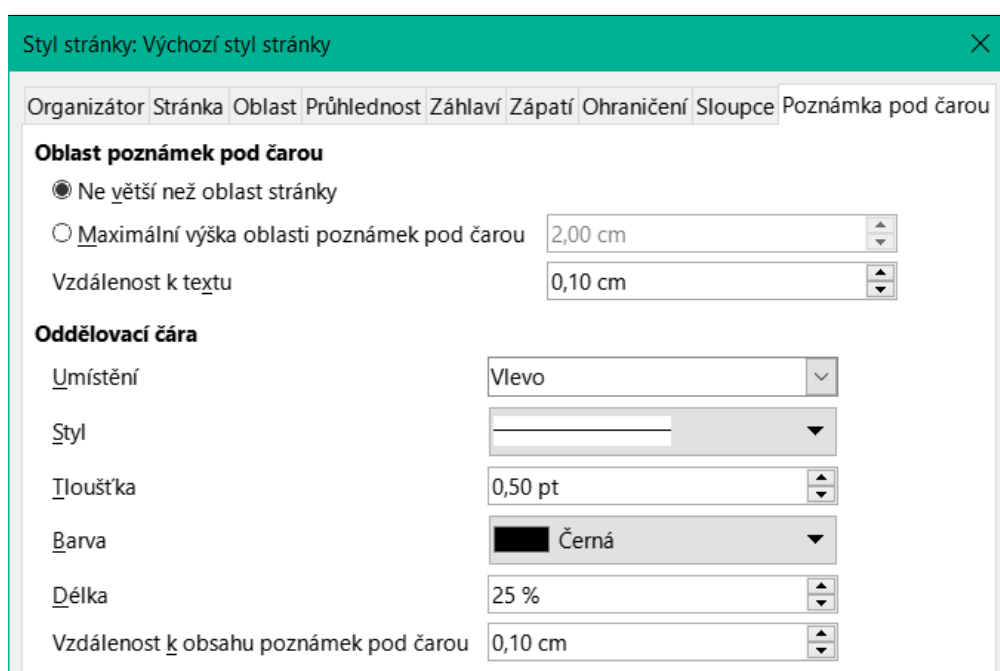 Styl stránky: Výchozí styl stránky
Organizátor Stránka Oblast Průhlednost Záhlaví Zápatí Ohraničení Sloupce Poznámka pod čarou
Oblast poznámek pod čarou
Ne větší než oblast stránky
Maximální výška oblasti poznámek pod čarou 2,00 cm
Vzdálenost k textu 0,10 cm
Oddělovací čára
Umístění Vlevo
Styl
Tloušťka 0,50 pt
Barva Černá
Délka 25 %
Vzdálenost k obsahu poznámek pod čarou 0,10 cm